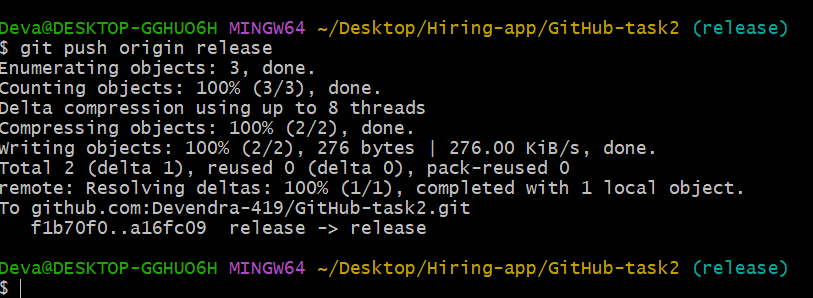 Deva@DESKTOP-GGHUO6H MINGW64 ~/Desktop/Hiring-app/GitHub-task2 (release)
$ git push origin release
Enumerating objects: 3, done.
Counting objects: 100% (3/3), done.
Delta compression using up to 8 threads
Compressing objects: 100% (2/2), done.
Writing objects: 100% (2/2), 276 bytes | 276.00 KiB/s, done.
Total 2 (delta 1), reused 0 (delta 0), pack-reused 0
remote: Resolving deltas: 100% (1/1), completed with 1 local object.
To github.com:Devendra-419/GitHub-task2.git
   f1b70f0..a16fc09  release -> release
Deva@DESKTOP-GGHUO6H MINGW64 ~/Desktop/Hiring-app/GitHub-task2 (release)
$